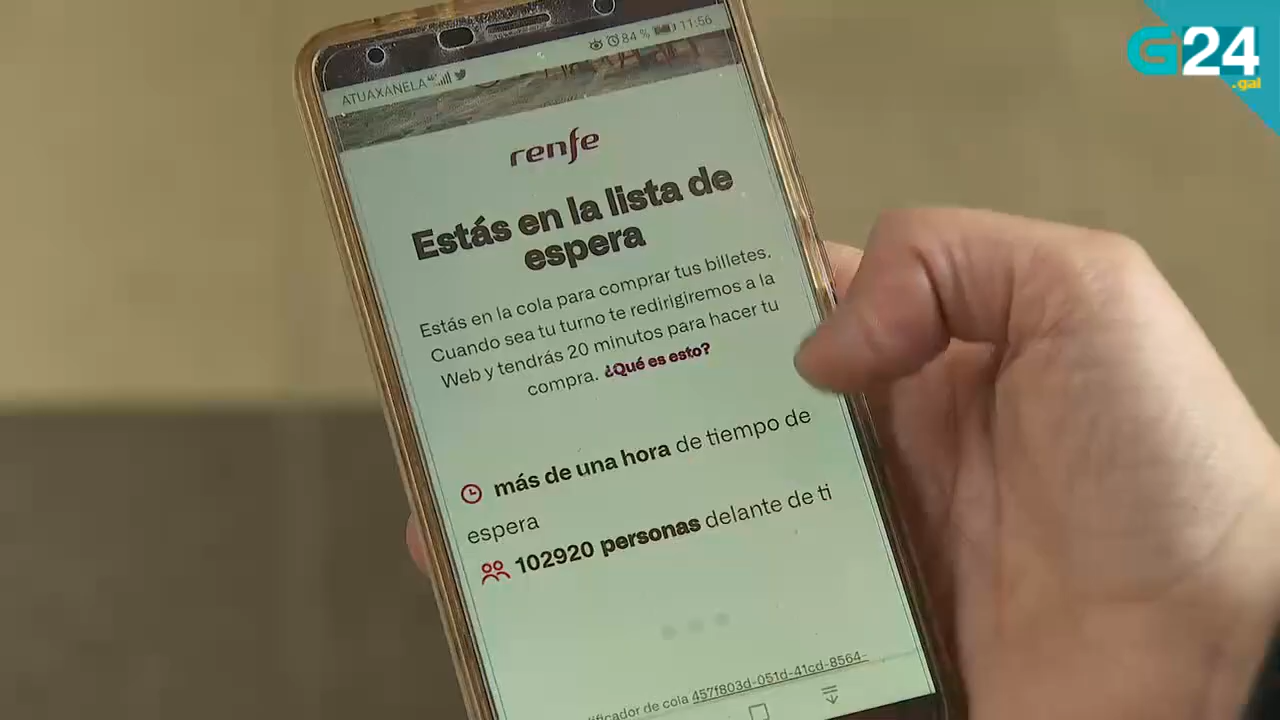 G24
.gal
ATUAXANELA
84 %
11:56
renfe
Estás en la lista de
espera
Estás en la cola para comprar tus billetes.
Cuando sea tu turno te redirigiremos a la
Web y tendrás 20 minutos para hacer tu
compra. ¿Qué es esto?
más de una hora de tiempo de
espera
102920 personas delante de ti
de cola 457f803d-051d-41cd-8564-